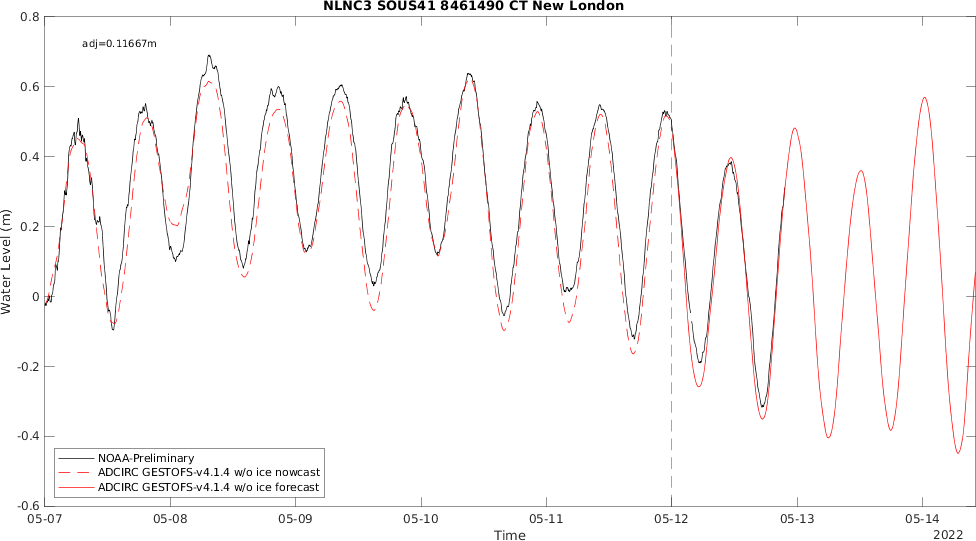 NLNC3 SOUS41 8461490 CT New London
adj=0.11667m
0.8
0.6
0.4
0.2
0
-0.2
-0.4
-0.6
Water Level (m)
NOAA-Preliminary
ADCIRC GESTOFS-v4.1.4 w/o ice nowcast
ADCIRC GESTOFS-v4.1.4 w/o ice forecast
05-07 05-08 05-09 05-10 05-11 05-12 05-13 05-14
Time
2022